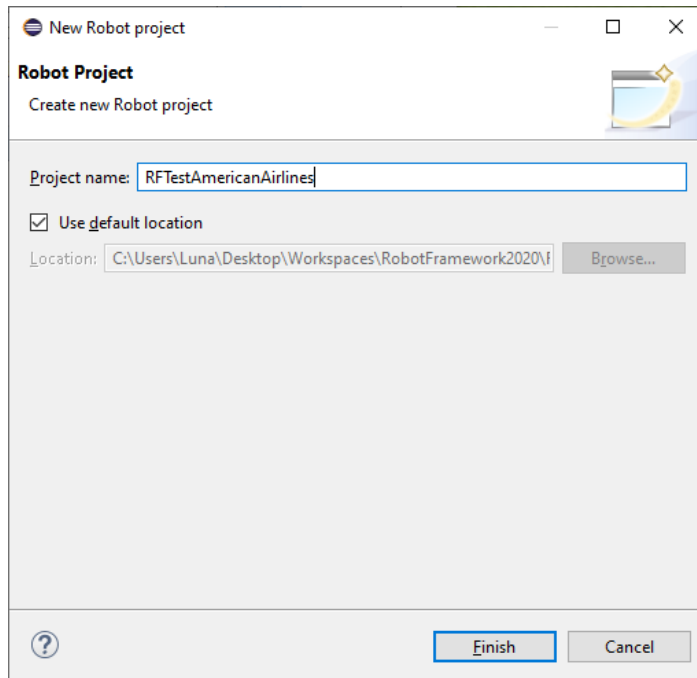 New Robot project
Robot Project
Create new Robot project
Project name: RFTestAmericanAirlines
Use default location
Location: C:\Users\Luna\Desktop\Workspaces\RobotFramework2020\ Browse...
Finish Cancel